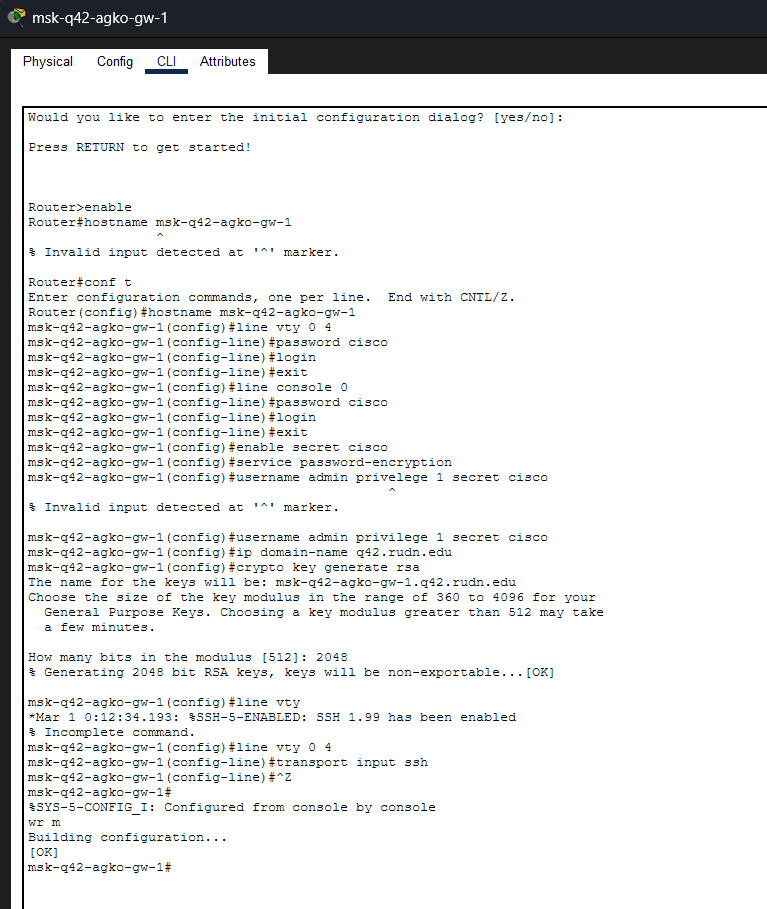 msk-q42-agko-gw-1
Physical Config CLI Attributes
Would you like to enter the initial configuration dialog? [yes/no]:
Press RETURN to get started!
Router>enable
Router#hostname msk-q42-agko-gw-1
^
% Invalid input detected at '^' marker.
Router#conf t
Enter configuration commands, one per line.  End with CNTL/Z.
Router(config)#hostname msk-q42-agko-gw-1
msk-q42-agko-gw-1(config)#line vty 0 4
msk-q42-agko-gw-1(config-line)#password cisco
msk-q42-agko-gw-1(config-line)#login
msk-q42-agko-gw-1(config-line)#exit
msk-q42-agko-gw-1(config)#line console 0
msk-q42-agko-gw-1(config-line)#password cisco
msk-q42-agko-gw-1(config-line)#login
msk-q42-agko-gw-1(config-line)#exit
msk-q42-agko-gw-1(config)#enable secret cisco
msk-q42-agko-gw-1(config)#service password-encryption
msk-q42-agko-gw-1(config)#username admin privelege 1 secret cisco
^
% Invalid input detected at '^' marker.
msk-q42-agko-gw-1(config)#username admin privilege 1 secret cisco
msk-q42-agko-gw-1(config)#ip domain-name q42.rudn.edu
msk-q42-agko-gw-1(config)#crypto key generate rsa
The name for the keys will be: msk-q42-agko-gw-1.q42.rudn.edu
Choose the size of the key modulus in the range of 360 to 4096 for your
General Purpose Keys. Choosing a key modulus greater than 512 may take
a few minutes.
How many bits in the modulus [512]: 2048
% Generating 2048 bit RSA keys, keys will be non-exportable...[OK]
msk-q42-agko-gw-1(config)#line vty
*Mar 1 0:12:34.193: %SSH-5-ENABLED: SSH 1.99 has been enabled
% Incomplete command.
msk-q42-agko-gw-1(config)#line vty 0 4
msk-q42-agko-gw-1(config-line)#transport input ssh
msk-q42-agko-gw-1(config-line)#^Z
msk-q42-agko-gw-1#
%SYS-5-CONFIG_I: Configured from console by console
wr m
Building configuration...
[OK]
msk-q42-agko-gw-1#